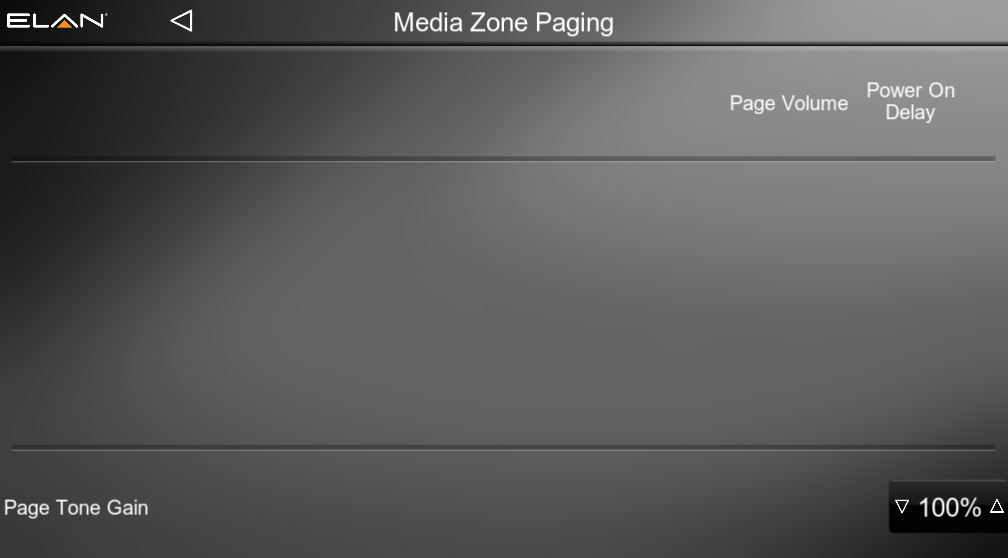 ELAN
Media Zone Paging
Page Volume
Power On
Delay
Page Tone Gain
100%